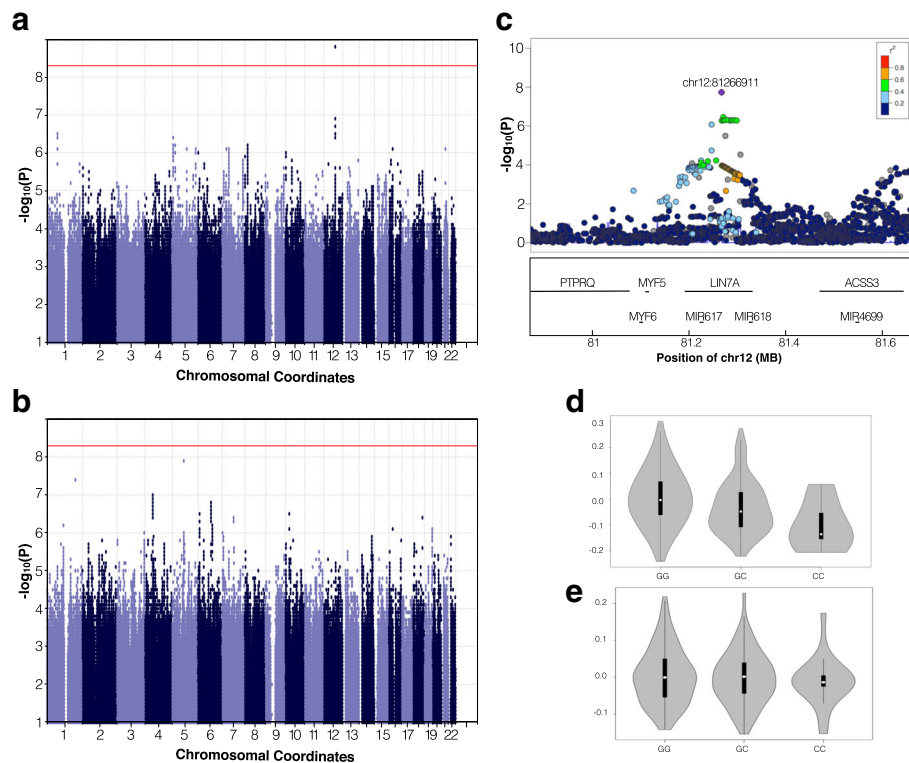 a
-log₁₀(P)
8
7
6
5
4
3
2
1
1 2 3 4 5 6 7 8 9 10 11 12 13 15 17 19 22
Chromosomal Coordinates
b
-log₁₀(P)
8
7
6
5
4
3
2
1
1 2 3 4 5 6 7 8 9 10 11 12 13 15 17 19 22
Chromosomal Coordinates
c
-log₁₀(P)
10
8
6
4
2
0
chr12:81266911
r²
0.8
0.6
0.4
0.2
PTPRQ MYF5 LIN7A ACSS3
MYF6 MIR617 MIR618 MIR4699
81 81.2 81.4 81.6
Position of chr12 (MB)
d
0.3
0.2
0.1
0.0
-0.1
-0.2
GG GC CC
e
0.2
0.1
0.0
-0.1
GG GC CC